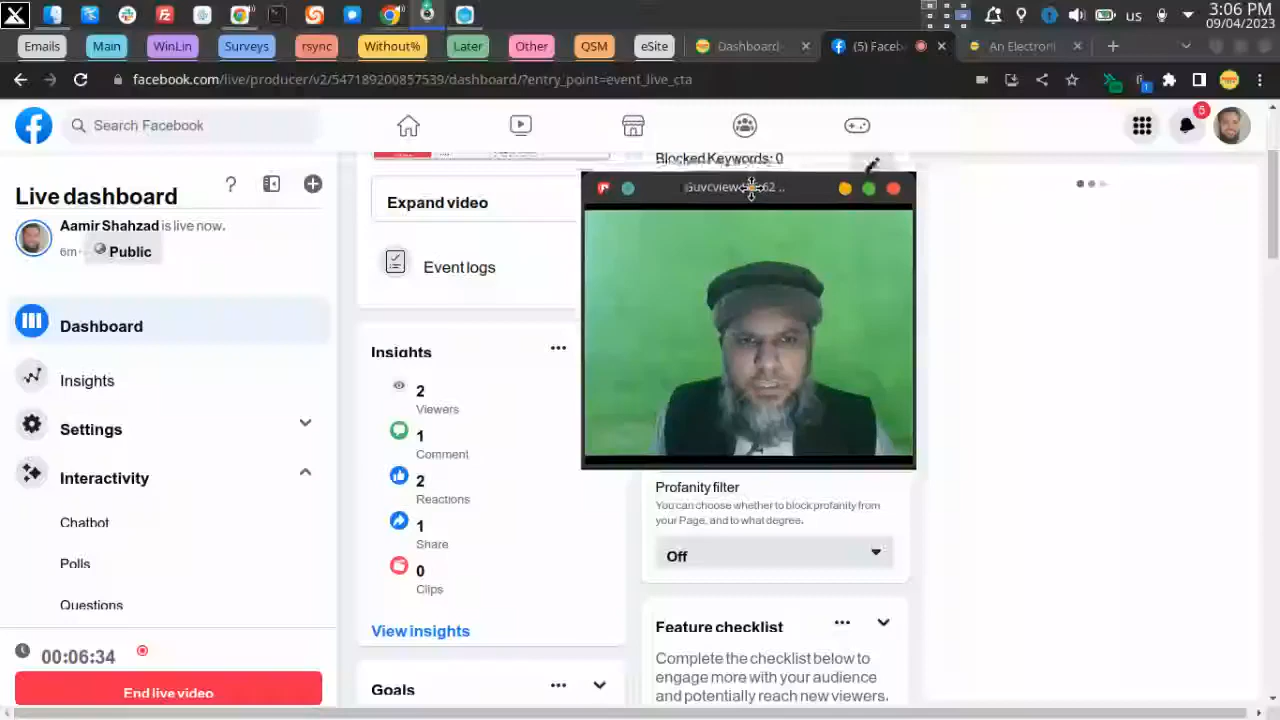 3:06 PM
us
09/04/2023
Emails
Main
WinLin
Surveys
rsync
Without%
Later
Other
QSM
eSite
Dashboard
(5) Faceb
An Electroni
facebook.com/live/producer/v2/547189200857539/dashboard/?entry_point=event_live_cta
Search Facebook
6
Live dashboard
Aamir Shahzad is live now.
6m · Public
Dashboard
Insights
Settings
Interactivity
Chatbot
Polls
Questions
00:06:34
End live video
Expand video
Event logs
Insights
2
Viewers
1
Comment
2
Reactions
1
Share
0
Clips
View insights
Goals
Blocked Keywords: 0
Profanity filter
You can choose whether to block profanity from
your Page, and to what degree.
Off
Feature checklist
Complete the checklist below to
engage more with your audience
and potentially reach new viewers.